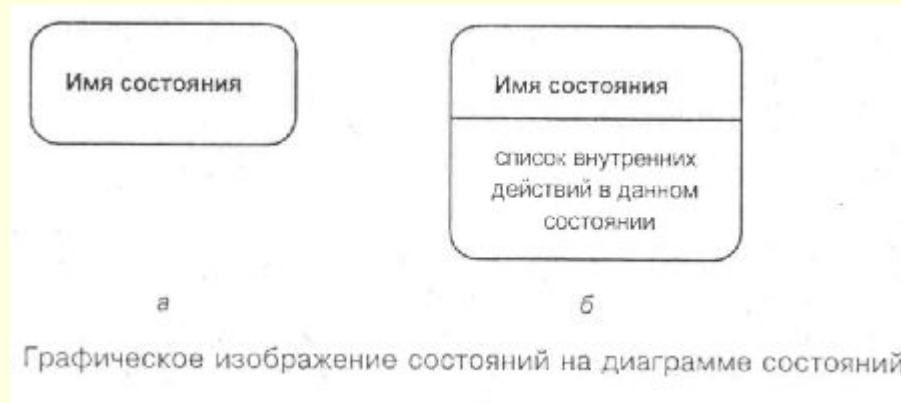 Имя состояния
Имя состояния
список внутренних
действий в данном
состоянии
а
б
Графическое изображение состояний на диаграмме состояний